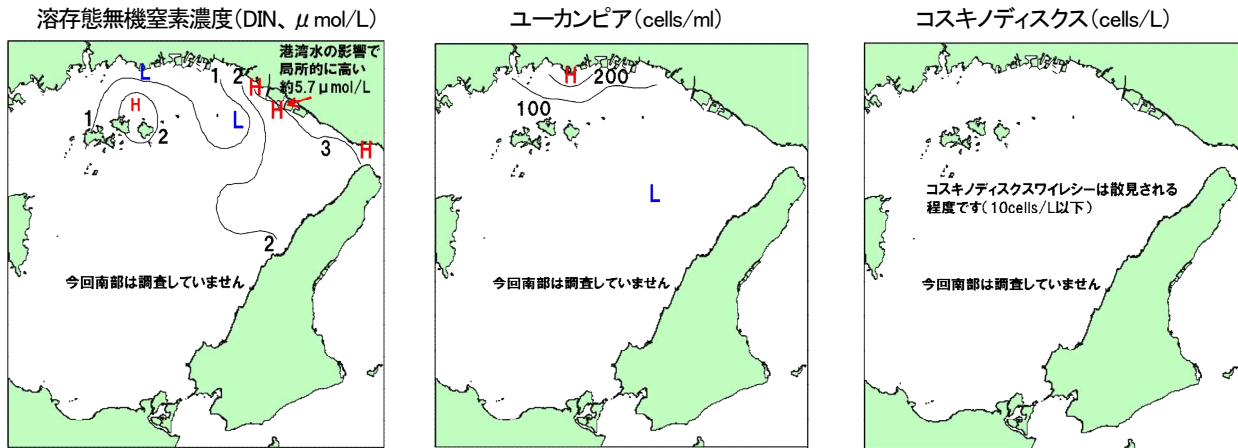 溶存態無機窒素濃度(DIN、μ mol/L)
港湾水の影響で
局所的に高い
約5.7μmol/L
L
1
2
H
H
H
1
2
L
3
H
2
今回南部は調査していません
ユーカンピア(cells/ml)
H
200
100
L
今回南部は調査していません
コスキノディスクス(cells/L)
コスキノディスクスワイレシーは散見される
程度です(10cells/L以下)
今回南部は調査していません